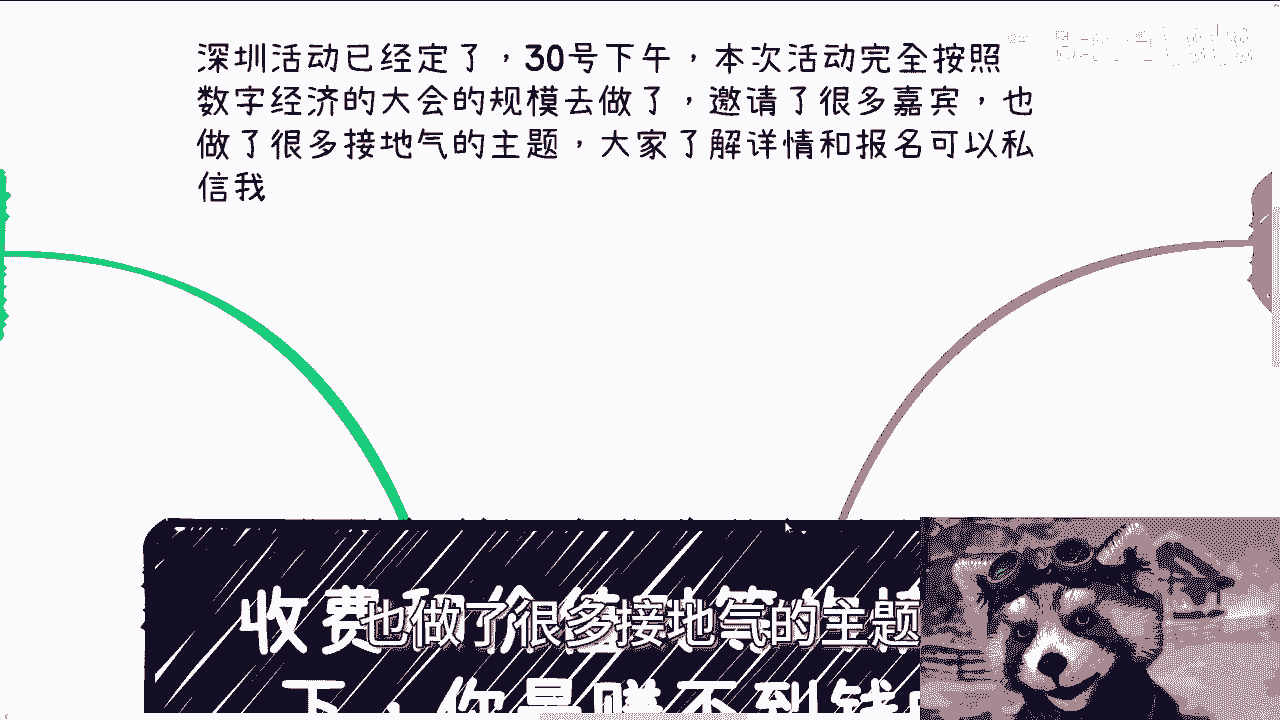 深圳活动已经定了，30号下午，本次活动完全按照
数字经济的大会的规模去做了，邀请了很多嘉宾，也
做了很多接地气的主题，大家了解详情和报名可以私
信我
收费
也做了很多接地气的主题
下，你是赚不到钱